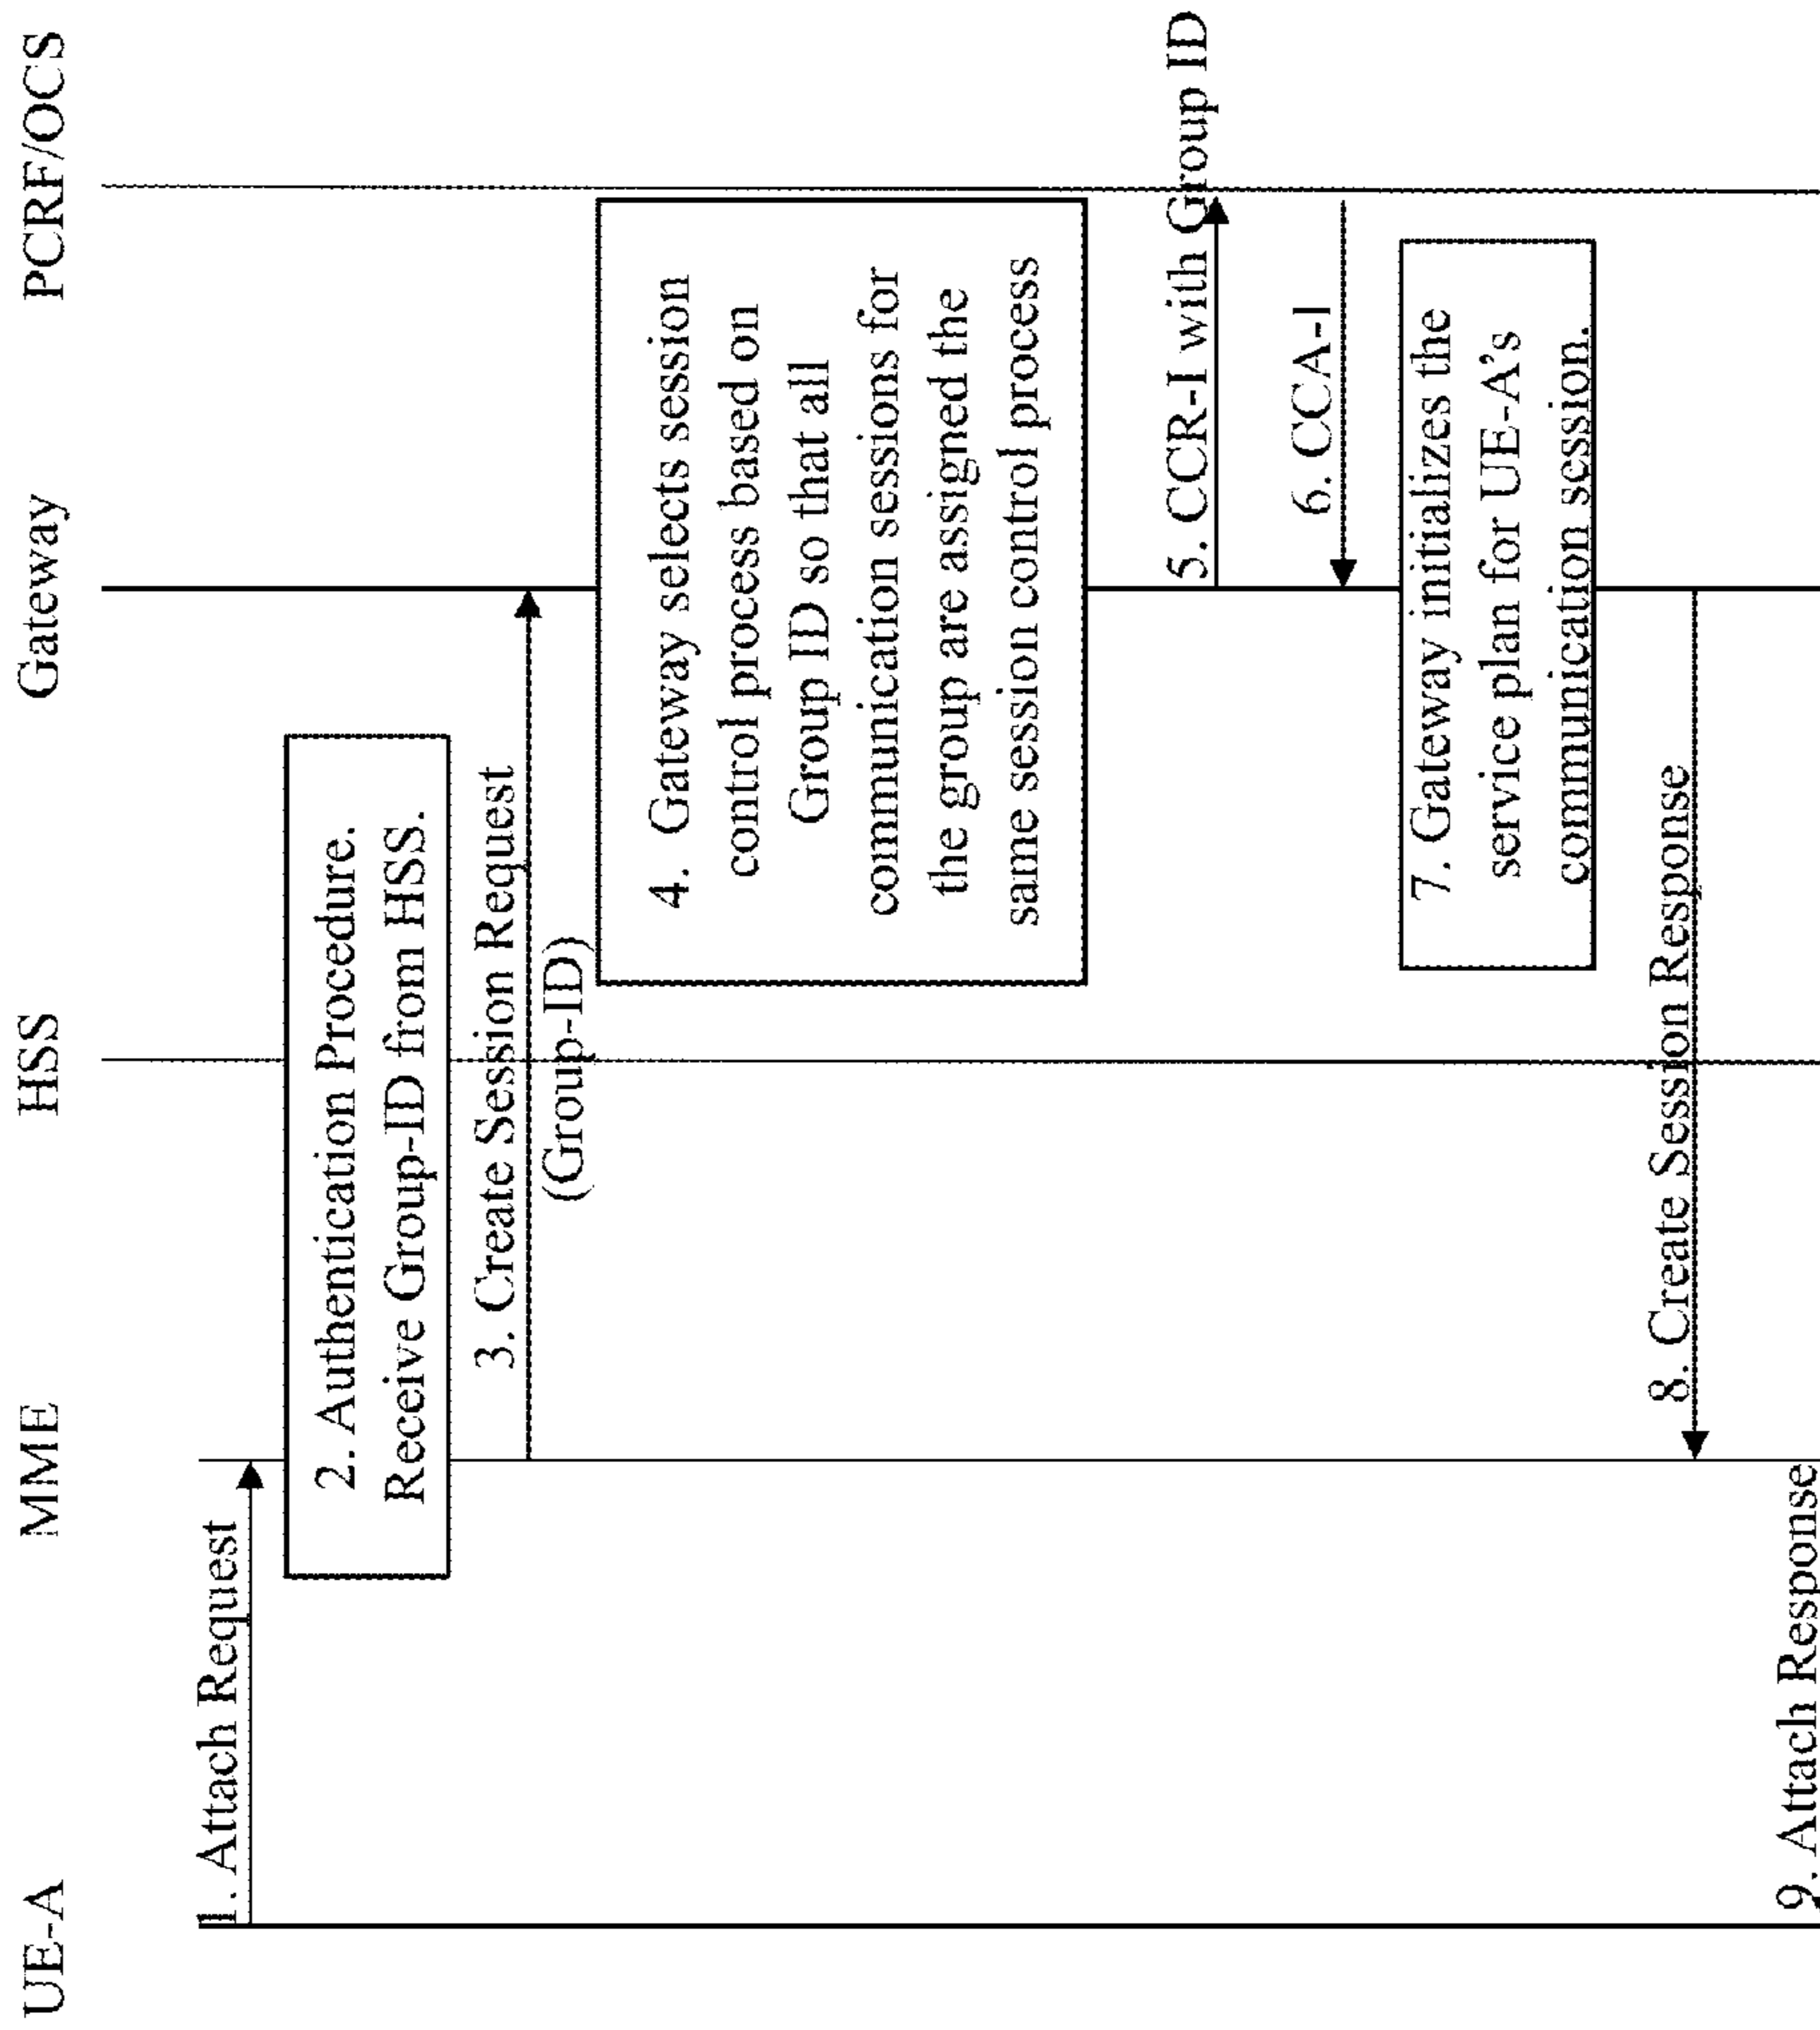 UE-A
MME
HSS
Gateway
PCRF/OCS
1. Attach Request
2. Authentication Procedure.
Receive Group-ID from HSS.
3. Create Session Request
(Group-ID)
4. Gateway selects session
control process based on
Group ID so that all
communication sessions for
the group are assigned the
same session control process
5. CCR-I with Group ID
6. CCA-I
7. Gateway initializes the
service plan for UE-A's
communication session.
8. Create Session Response
9. Attach Response